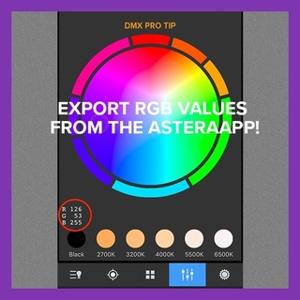 DMX PRO TIP
EXPORT RGB VALUES
FROM THE ASTERAAPP!
R 126
G 53
B 255
Black 2700K 3200K 4000K 5500K 6500K